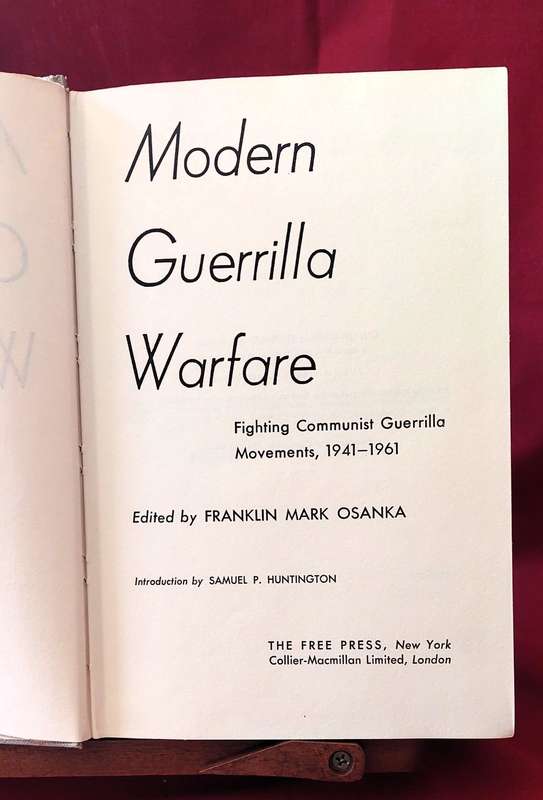 Modern
Guerrilla
Warfare
Fighting Communist Guerrilla
Movements, 1941–1961
Edited by FRANKLIN MARK OSANKA
Introduction by SAMUEL P. HUNTINGTON
THE FREE PRESS, New York
Collier-Macmillan Limited, London